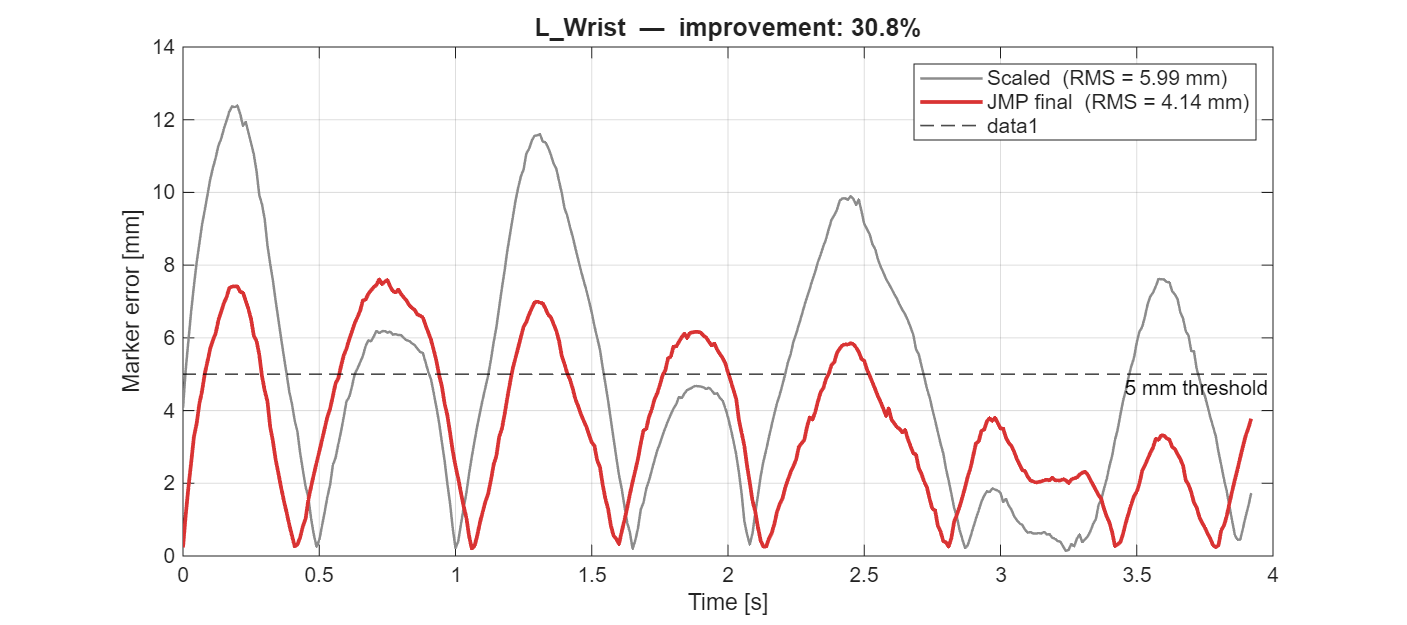 L_Wrist — improvement: 30.8%
14
12
10
8
6
4
2
0
Marker error [mm]
Scaled (RMS = 5.99 mm)
JMP final (RMS = 4.14 mm)
data1
5 mm threshold
0 0.5 1 1.5 2 2.5 3 3.5 4
Time [s]